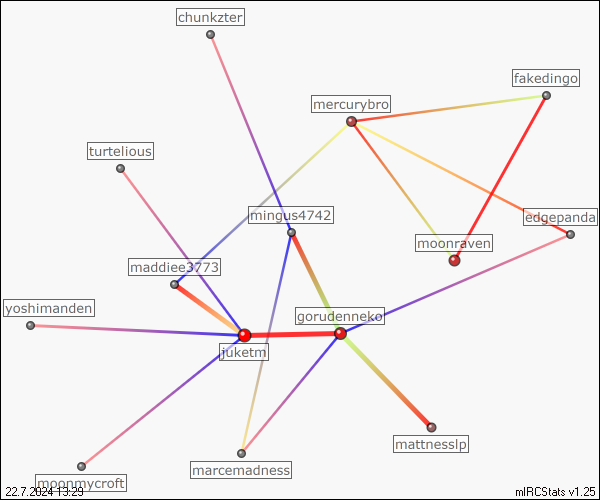 chunkzter
fakedingo
mercurybro
turtelious
mingus4742
edgepanda
moonraven
maddiee3773
yoshimanden
gorudenneko
juketm
mattnesslp
marcemadness
moonmycroft
22.7.2024 13:29
mIRCStats v1.25